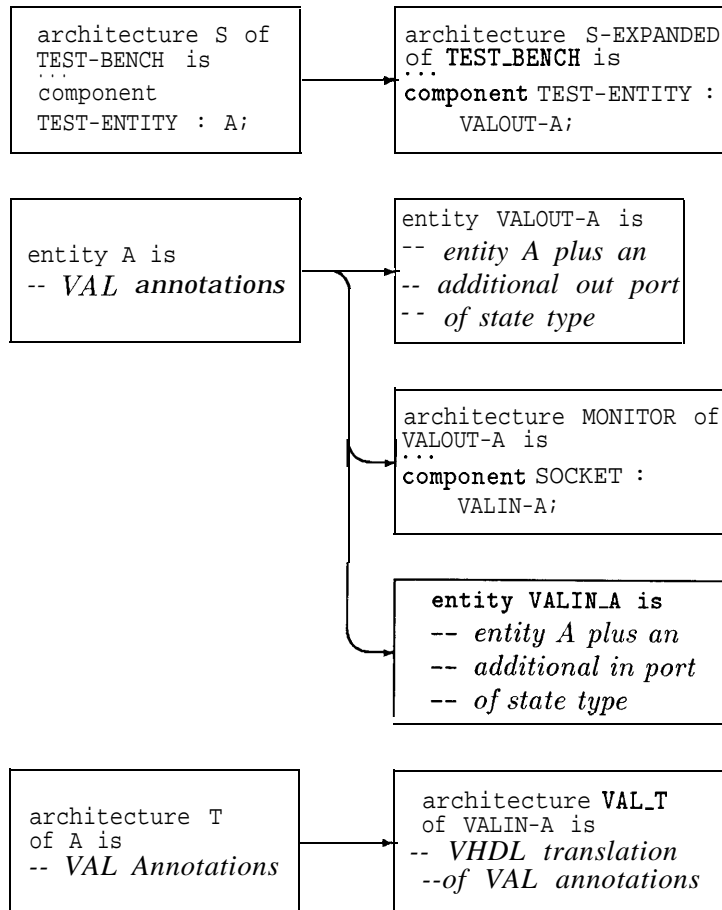 architecture S of
TEST-BENCH is
...
component
TEST-ENTITY : A;
architecture S-EXPANDED
of TEST_BENCH is
...
component TEST-ENTITY :
VALOUT-A;
entity A is
-- VAL annotations
entity VALOUT-A is
-- entity A plus an
-- additional out port
-- of state type
architecture MONITOR of
VALOUT-A is
...
component SOCKET :
VALIN-A;
entity VALIN_A is
-- entity A plus an
-- additional in port
-- of state type
architecture T
of A is
-- VAL Annotations
architecture VAL_T
of VALIN-A is
-- VHDL translation
--of VAL annotations